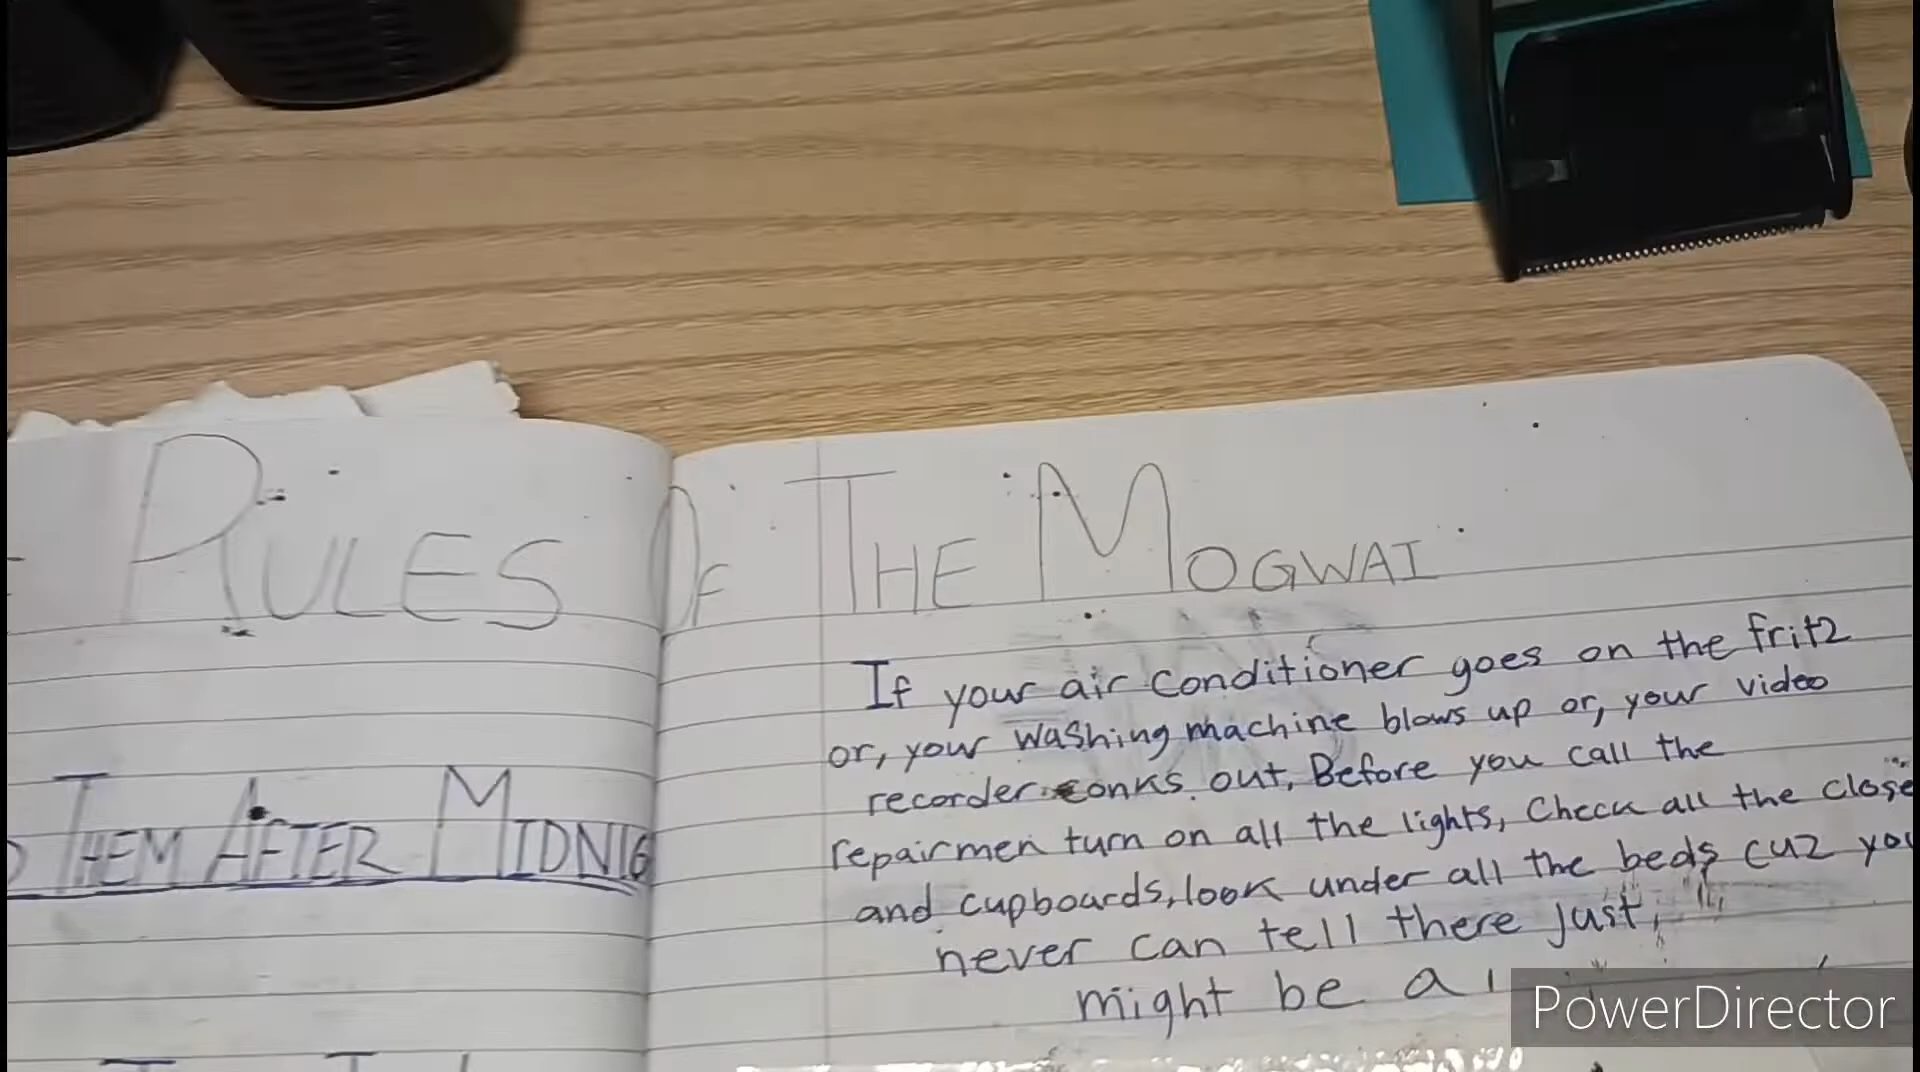 RULES OF THE MOGWAI
THEM AFTER MIDNIG
If your air conditioner goes on the fritz
or, your washing machine blows up or, your video
recorder conks out, Before you call the
repairmen turn on all the lights, Check all the close
and cupboards, look under all the beds cuz you
never can tell there just,
might be a
PowerDirector